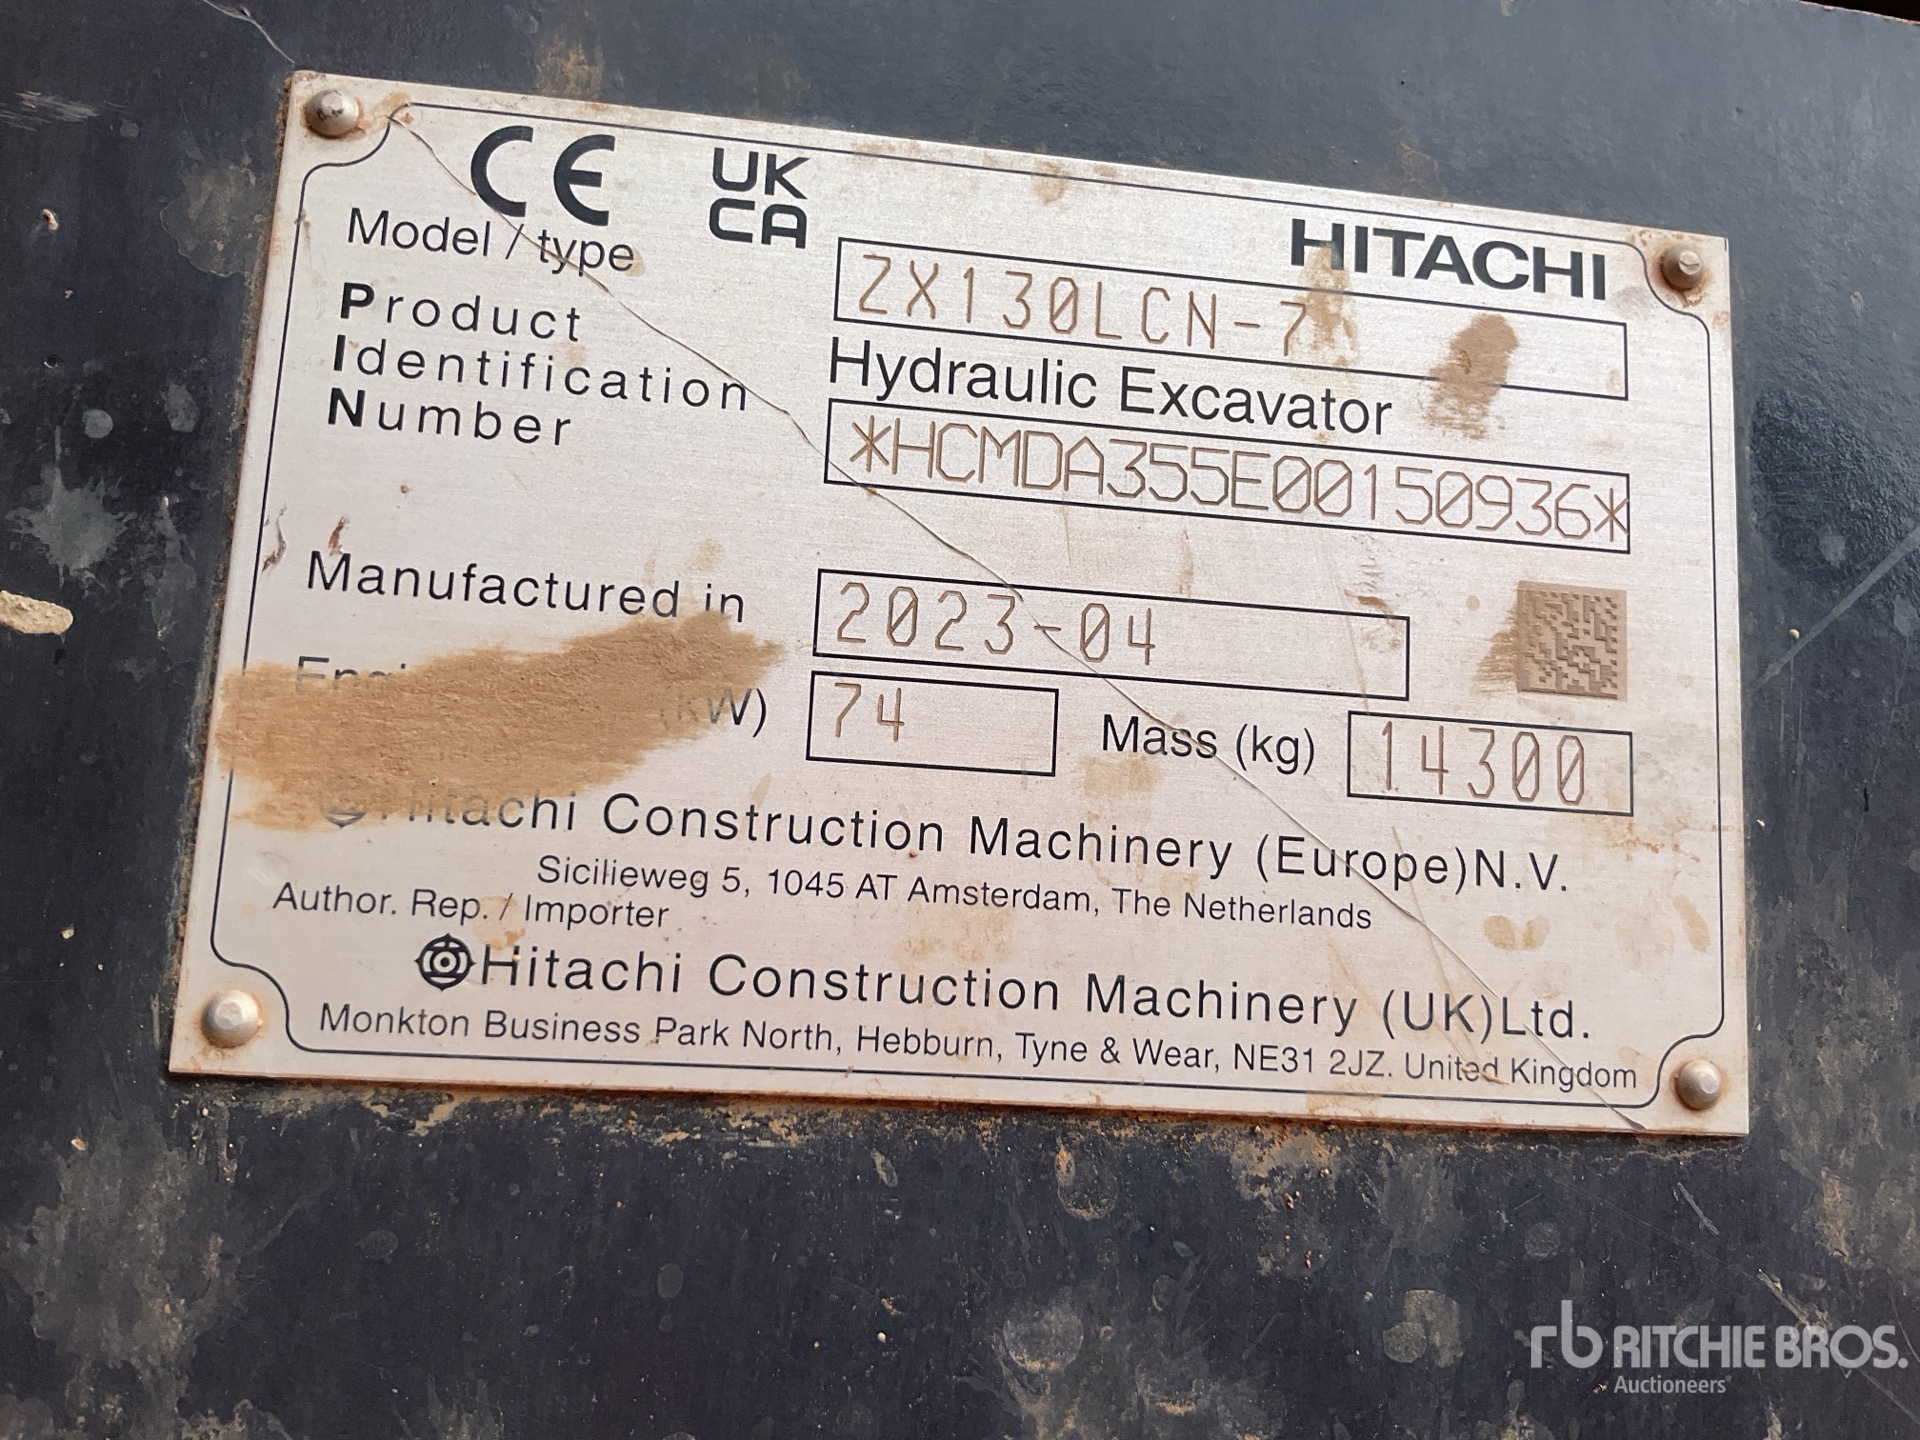 CE UK CA HITACHI
Model / type ZX130LCN-7
Product Hydraulic Excavator
Identification
Number *HCMDA355E00150936*
Manufactured in 2023-04
(kW) 74 Mass (kg) 14300
Hitachi Construction Machinery (Europe)N.V.
Sicilieweg 5, 1045 AT Amsterdam, The Netherlands
Author. Rep. / Importer
Hitachi Construction Machinery (UK)Ltd.
Monkton Business Park North, Hebburn, Tyne & Wear, NE31 2JZ. United Kingdom
rb RITCHIE BROS.
Auctioneers